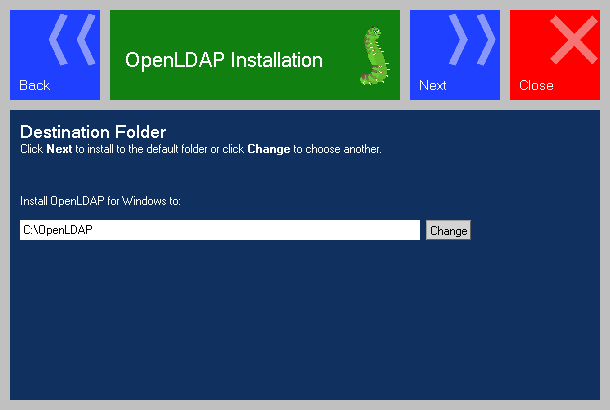 OpenLDAP Installation
Back
Next
Close
Destination Folder
Click Next to install to the default folder or click Change to choose another.
Install OpenLDAP for Windows to:
C:\OpenLDAP
Change